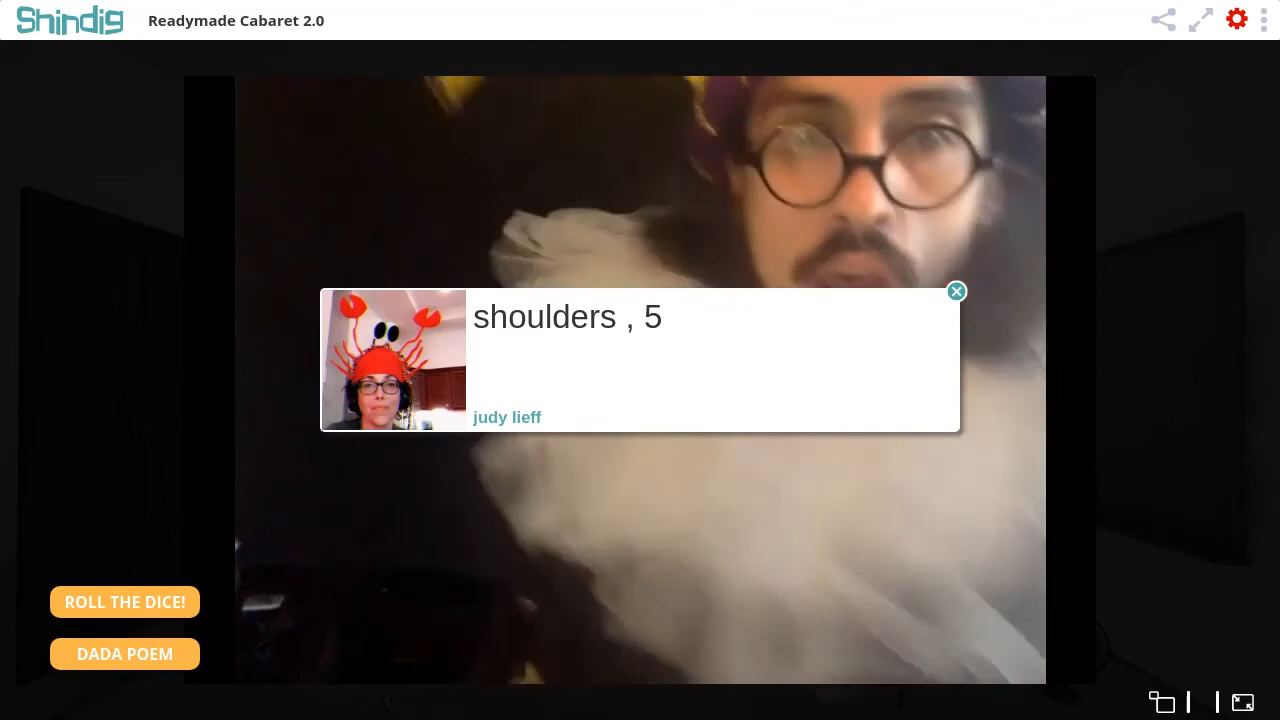 Shindig
Readymade Cabaret 2.0
shoulders , 5
judy lieff
ROLL THE DICE!
DADA POEM